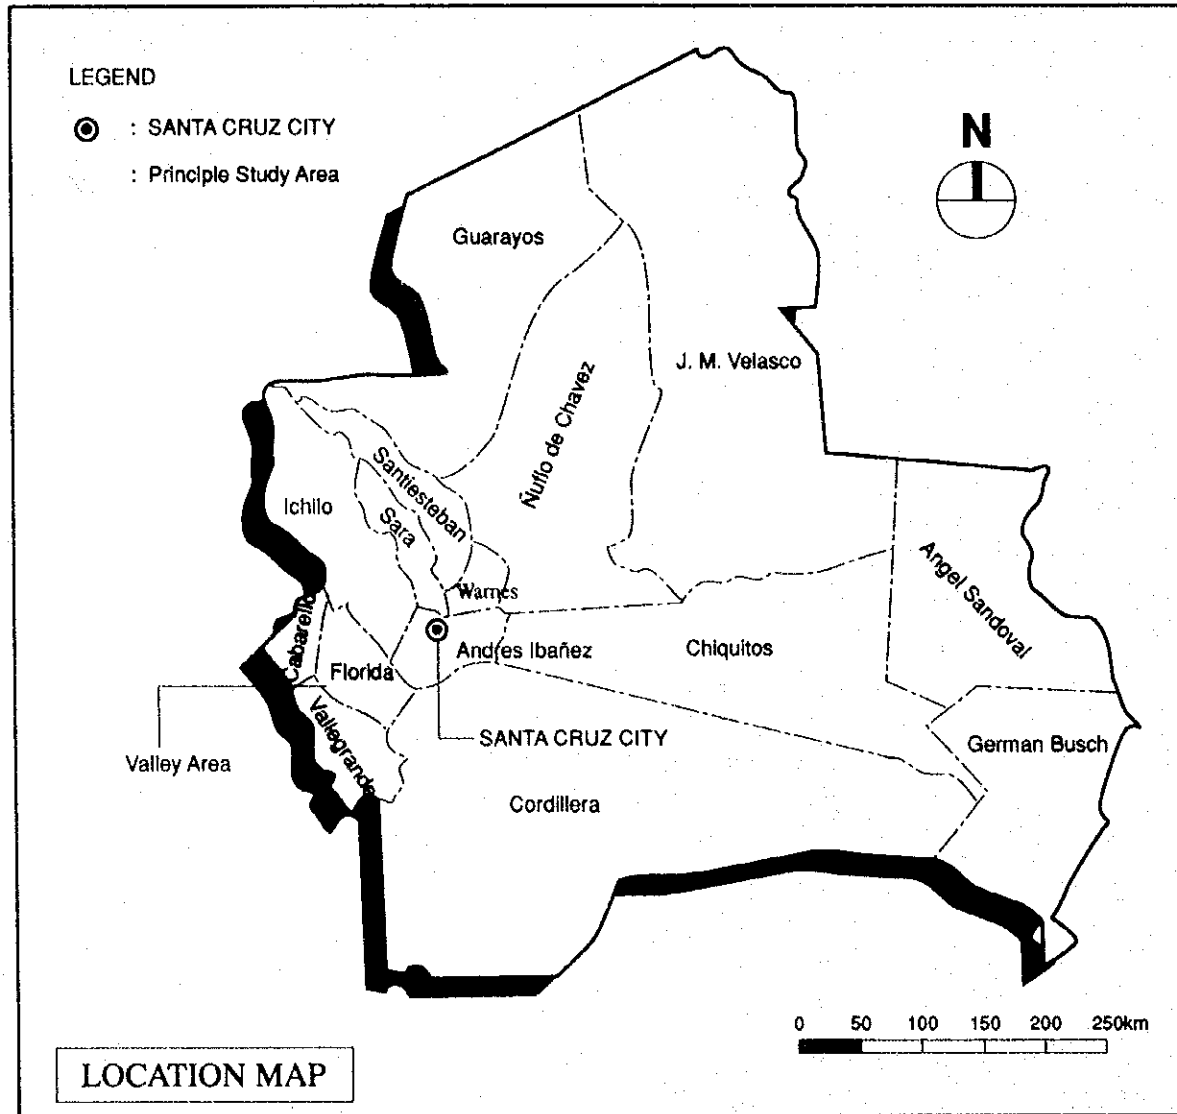 LEGEND
: SANTA CRUZ CITY
: Principle Study Area
N
Guarayos
J. M. Velasco
Ñuflo de Chavez
Santiesteban
Ichilo
Sara
Angel Sandoval
Warnes
Cabarello
Andres Ibañez
Chiquitos
Florida
Vallegrande
SANTA CRUZ CITY
German Busch
Valley Area
Cordillera
0 50 100 150 200 250km
LOCATION MAP